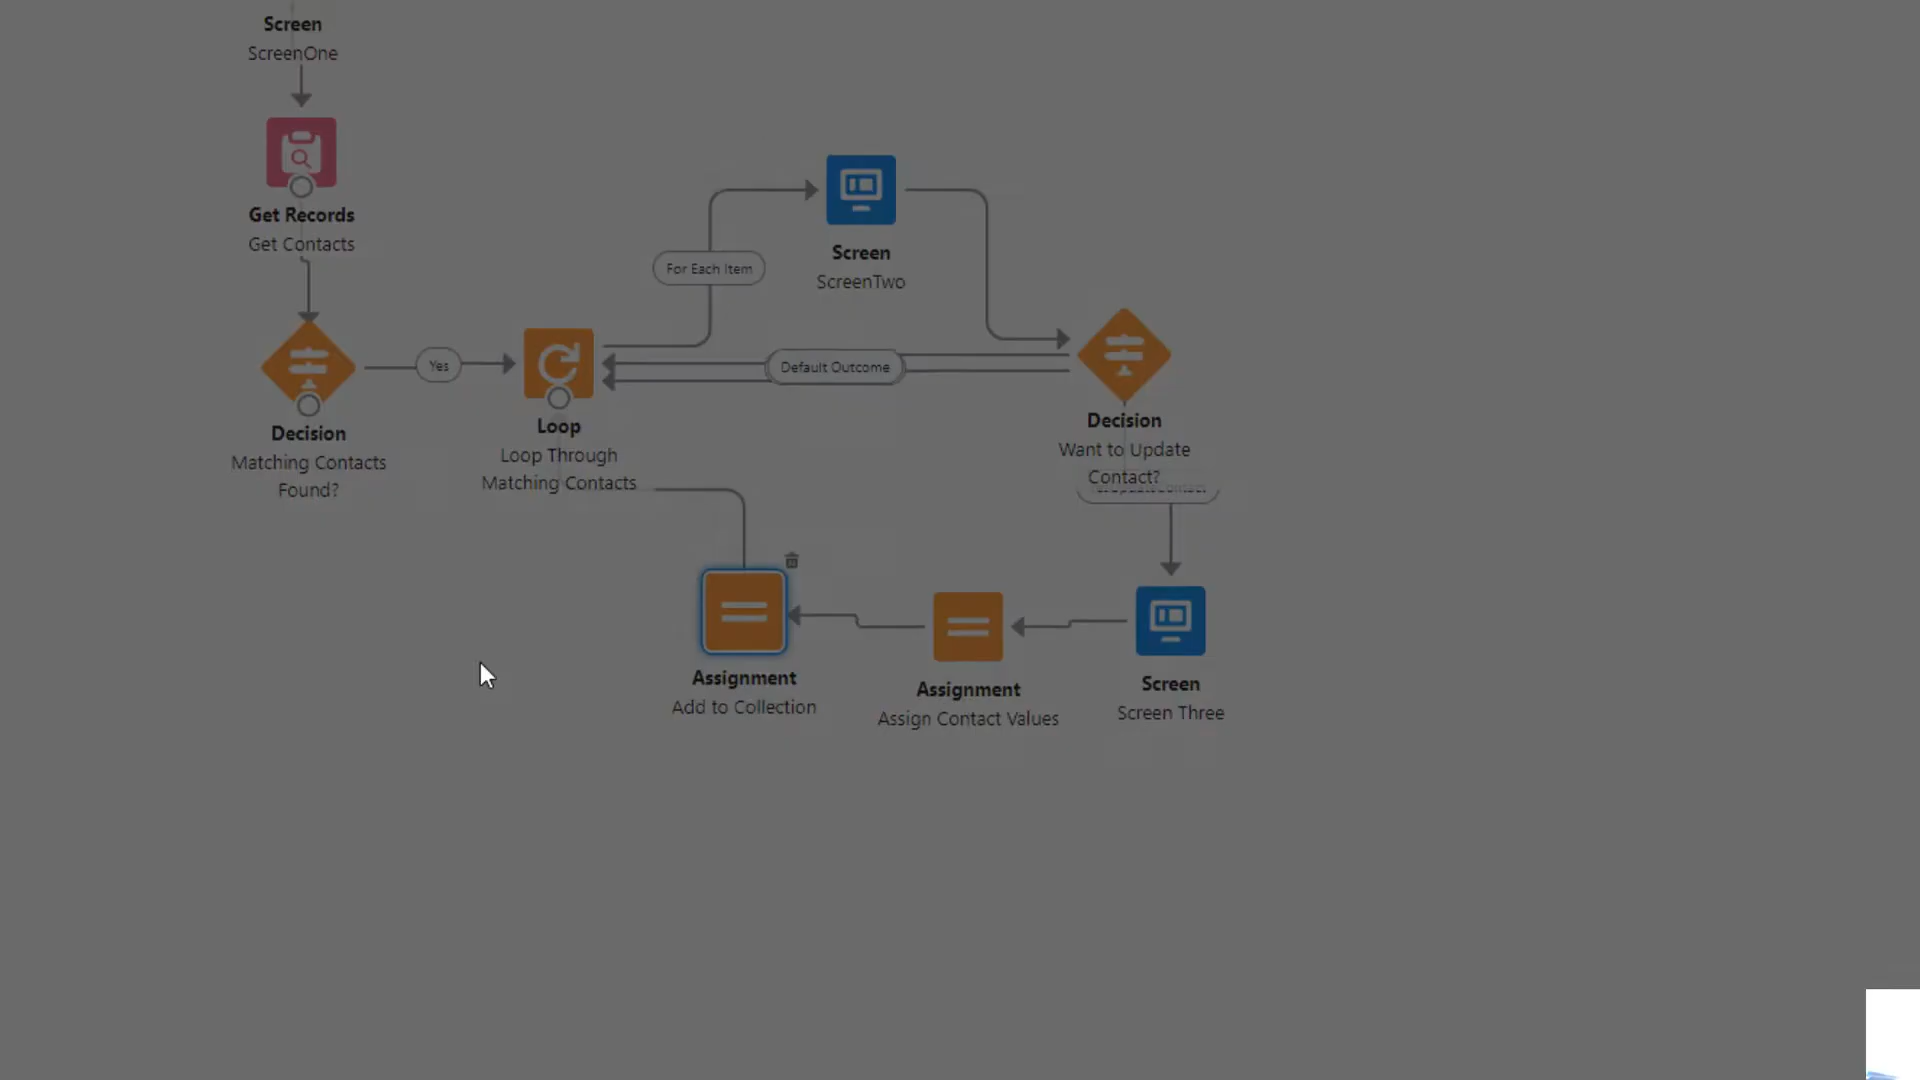 Screen
ScreenOne
Get Records
Get Contacts
For Each Item
Screen
ScreenTwo
Yes
Default Outcome
Decision
Matching Contacts
Found?
Loop
Loop Through
Matching Contacts
Decision
Want to Update
Contact?
Assignment
Add to Collection
Assignment
Assign Contact Values
Screen
Screen Three